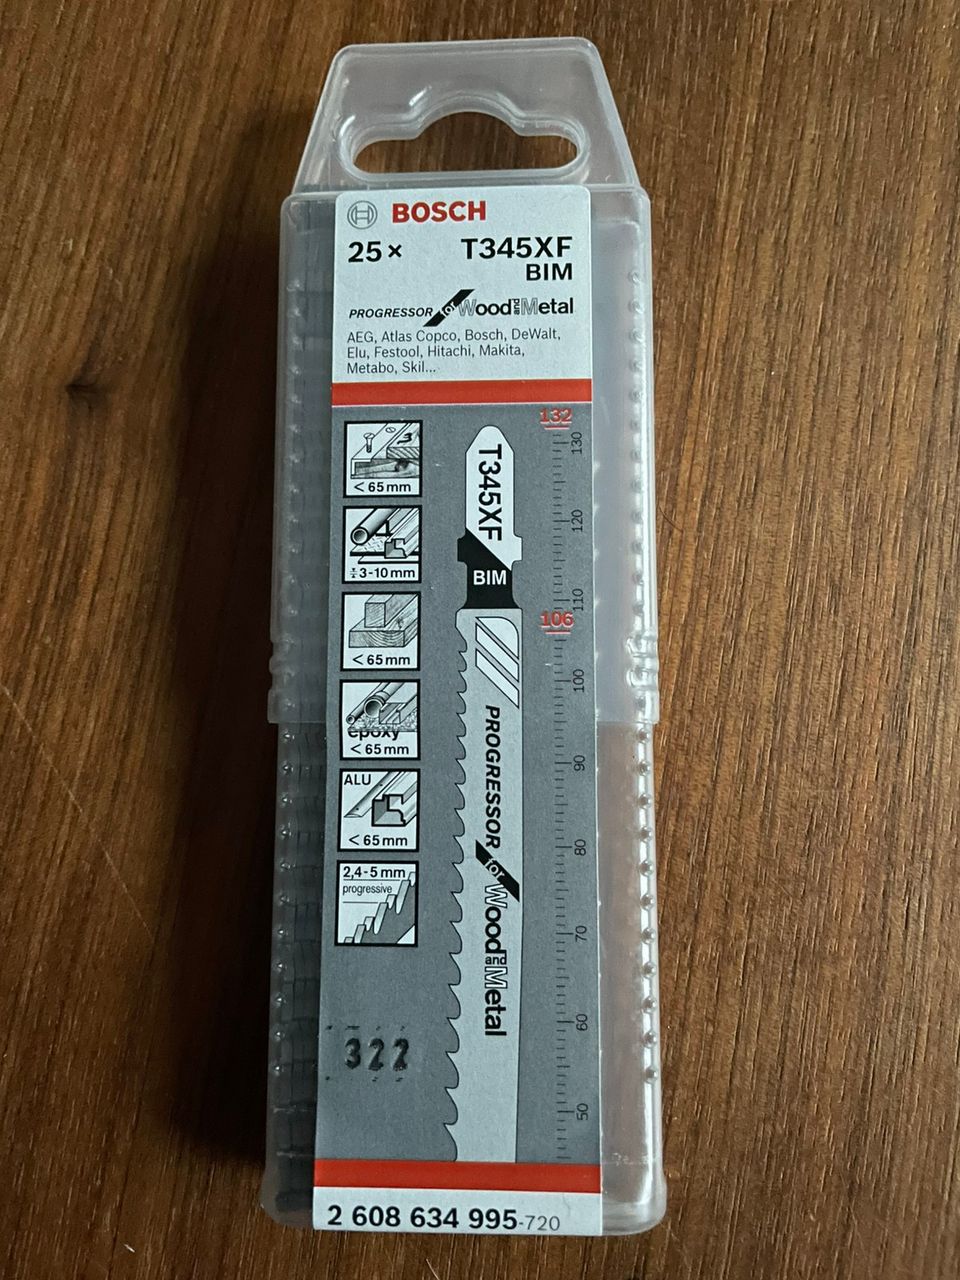 BOSCH
25× T345XF
BIM
PROGRESSOR for Wood and Metal
AEG, Atlas Copco, Bosch, DeWalt,
Elu, Festool, Hitachi, Makita,
Metabo, Skil...
< 65 mm
3-10 mm
< 65 mm
epoxy
< 65 mm
ALU
< 65 mm
2,4-5 mm
progressive
322
T345XF
BIM
PROGRESSOR for Wood and Metal
132
130
120
110
106
100
90
80
70
60
50
2 608 634 995-720